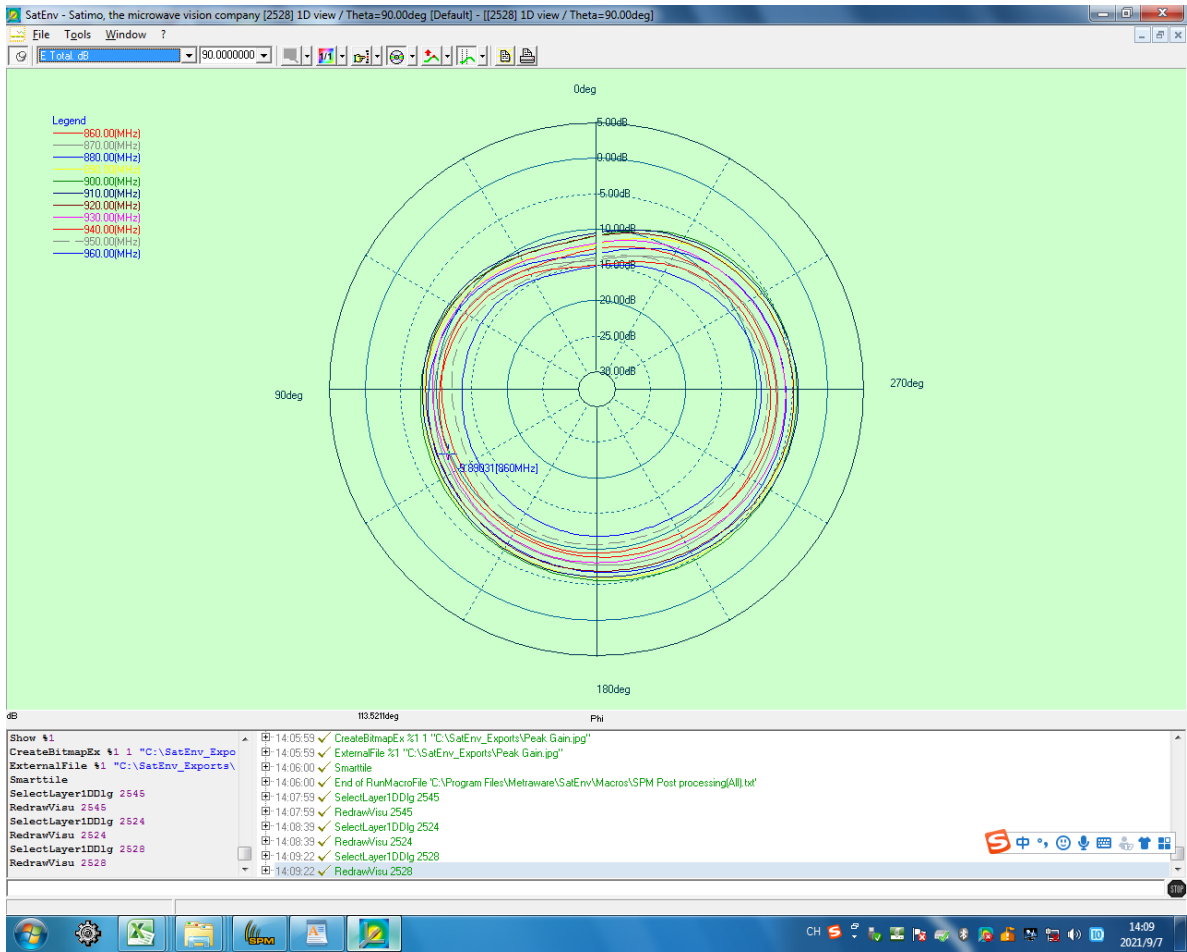 SatEnv - Satimo, the microwave vision company [2528] 1D view / Theta=90.00deg [Default] - [[2528] 1D view / Theta=90.00deg]
File Tools Window ?
E Total dB 90.0000000 1/1
0deg
Legend
860.00(MHz)
870.00(MHz)
880.00(MHz)
900.00(MHz)
910.00(MHz)
920.00(MHz)
930.00(MHz)
940.00(MHz)
950.00(MHz)
960.00(MHz)
5.00dB
0.00dB
-5.00dB
-10.00dB
-15.00dB
-20.00dB
-25.00dB
-30.00dB
90deg
270deg
-9.89031[860MHz]
180deg
dB 113.5211deg Phi
Show %1
CreateBitmapEx %1 1 "C:\SatEnv_Expo
ExternalFile %1 "C:\SatEnv_Exports\
Smarttile
SelectLayer1DDlg 2545
RedrawVisu 2545
SelectLayer1DDlg 2524
RedrawVisu 2524
SelectLayer1DDlg 2528
RedrawVisu 2528
14:05:59 CreateBitmapEx %1 1 "C:\SatEnv_Exports\Peak Gain.jpg"
14:05:59 ExternalFile %1 "C:\SatEnv_Exports\Peak Gain.jpg"
14:06:00 Smarttile
14:06:00 End of RunMacroFile 'C:\Program Files\Metraware\SatEnv\Macros\SPM Post processing(All).txt'
14:07:59 SelectLayer1DDlg 2545
14:07:59 RedrawVisu 2545
14:08:39 SelectLayer1DDlg 2524
14:08:39 RedrawVisu 2524
14:09:22 SelectLayer1DDlg 2528
14:09:22 RedrawVisu 2528
中
STOP
SPM
CH
14:09
2021/9/7